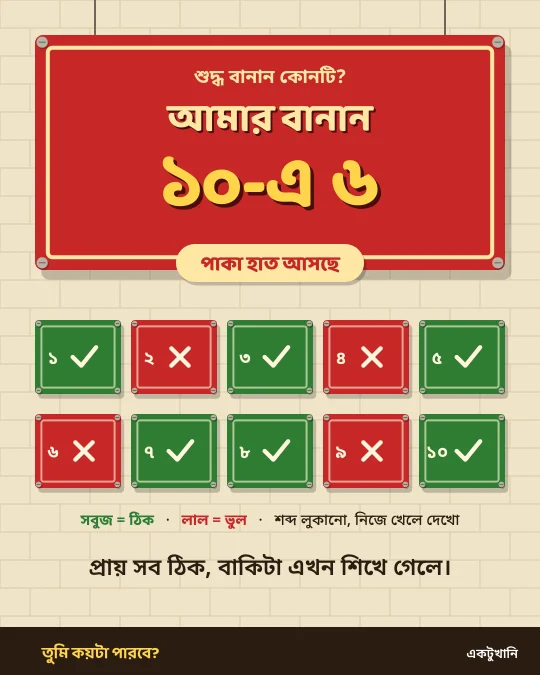 শুদ্ধ বানান কোনটি?
আমার বানান
১০-এ ৬
পাকা হাত আসছে
১ ২ ৩ ৪ ৫
৬ ৭ ৮ ৯ ১০
সবুজ = ঠিক · লাল = ভুল · শব্দ লুকানো, নিজে খেলে দেখো
প্রায় সব ঠিক, বাকিটা এখন শিখে গেলে।
তুমি কয়টা পারবে? একটুখানি